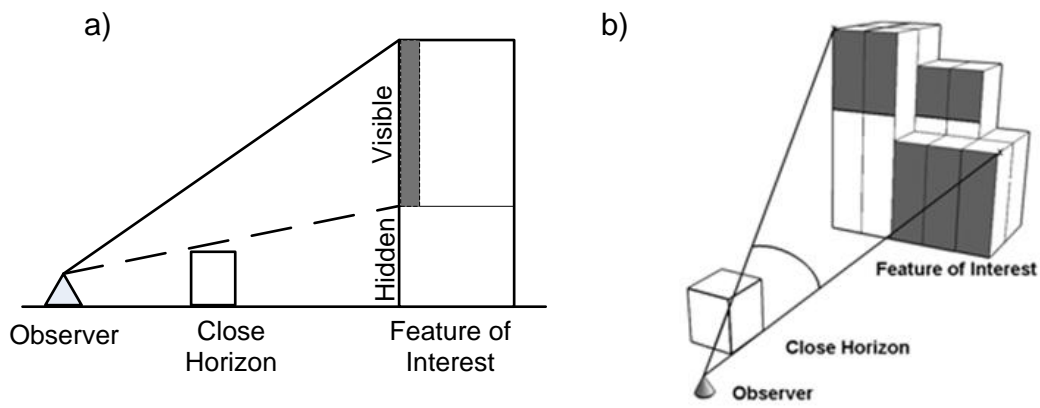 a)
Visible
Hidden
Observer
Close
Horizon
Feature of
Interest
b)
Feature of Interest
Close Horizon
Observer